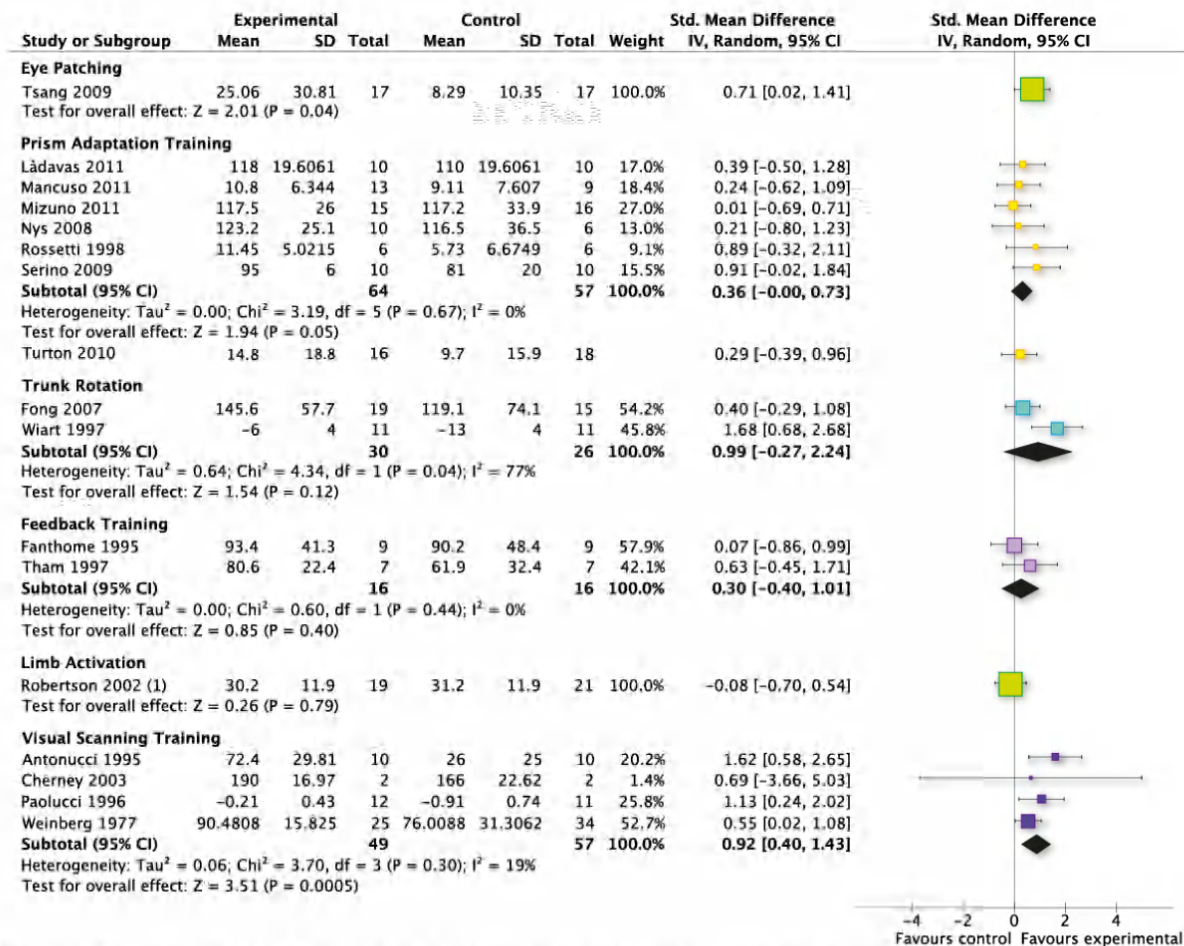 Experimental Control Std. Mean Difference Std. Mean Difference
Study or Subgroup Mean SD Total Mean SD Total Weight IV, Random, 95% CI IV, Random, 95% CI
Eye Patching
Tsang 2009 25.06 30.81 17 8.29 10.35 17 100.0% 0.71 [0.02, 1.41]
Test for overall effect: Z = 2.01 (P = 0.04)
Prism Adaptation Training
Làdavas 2011 118 19.6061 10 110 19.6061 10 17.0% 0.39 [−0.50, 1.28]
Mancuso 2011 10.8 6.344 13 9.11 7.607 9 18.4% 0.24 [−0.62, 1.09]
Mizuno 2011 117.5 26 15 117.2 33.9 16 27.0% 0.01 [−0.69, 0.71]
Nys 2008 123.2 25.1 10 116.5 36.5 6 13.0% 0.21 [−0.80, 1.23]
Rossetti 1998 11.45 5.0215 6 5.73 6.6749 6 9.1% 0.89 [−0.32, 2.11]
Serino 2009 95 6 10 81 20 10 15.5% 0.91 [−0.02, 1.84]
Subtotal (95% CI) 64 57 100.0% 0.36 [−0.00, 0.73]
Heterogeneity: Tau² = 0.00; Chi² = 3.19, df = 5 (P = 0.67); I² = 0%
Test for overall effect: Z = 1.94 (P = 0.05)
Turton 2010 14.8 18.8 16 9.7 15.9 18 0.29 [−0.39, 0.96]
Trunk Rotation
Fong 2007 145.6 57.7 19 119.1 74.1 15 54.2% 0.40 [−0.29, 1.08]
Wiart 1997 −6 4 11 −13 4 11 45.8% 1.68 [0.68, 2.68]
Subtotal (95% CI) 30 26 100.0% 0.99 [−0.27, 2.24]
Heterogeneity: Tau² = 0.64; Chi² = 4.34, df = 1 (P = 0.04); I² = 77%
Test for overall effect: Z = 1.54 (P = 0.12)
Feedback Training
Fanthome 1995 93.4 41.3 9 90.2 48.4 9 57.9% 0.07 [−0.86, 0.99]
Tham 1997 80.6 22.4 7 61.9 32.4 7 42.1% 0.63 [−0.45, 1.71]
Subtotal (95% CI) 16 16 100.0% 0.30 [−0.40, 1.01]
Heterogeneity: Tau² = 0.00; Chi² = 0.60, df = 1 (P = 0.44); I² = 0%
Test for overall effect: Z = 0.85 (P = 0.40)
Limb Activation
Robertson 2002 (1) 30.2 11.9 19 31.2 11.9 21 100.0% −0.08 [−0.70, 0.54]
Test for overall effect: Z = 0.26 (P = 0.79)
Visual Scanning Training
Antonucci 1995 72.4 29.81 10 26 25 10 20.2% 1.62 [0.58, 2.65]
Cherney 2003 190 16.97 2 166 22.62 2 1.4% 0.69 [−3.66, 5.03]
Paolucci 1996 −0.21 0.43 12 −0.91 0.74 11 25.8% 1.13 [0.24, 2.02]
Weinberg 1977 90.4808 15.825 25 76.0088 31.3062 34 52.7% 0.55 [0.02, 1.08]
Subtotal (95% CI) 49 57 100.0% 0.92 [0.40, 1.43]
Heterogeneity: Tau² = 0.06; Chi² = 3.70, df = 3 (P = 0.30); I² = 19%
Test for overall effect: Z = 3.51 (P = 0.0005)
−4 −2 0 2 4
Favours control Favours experimental